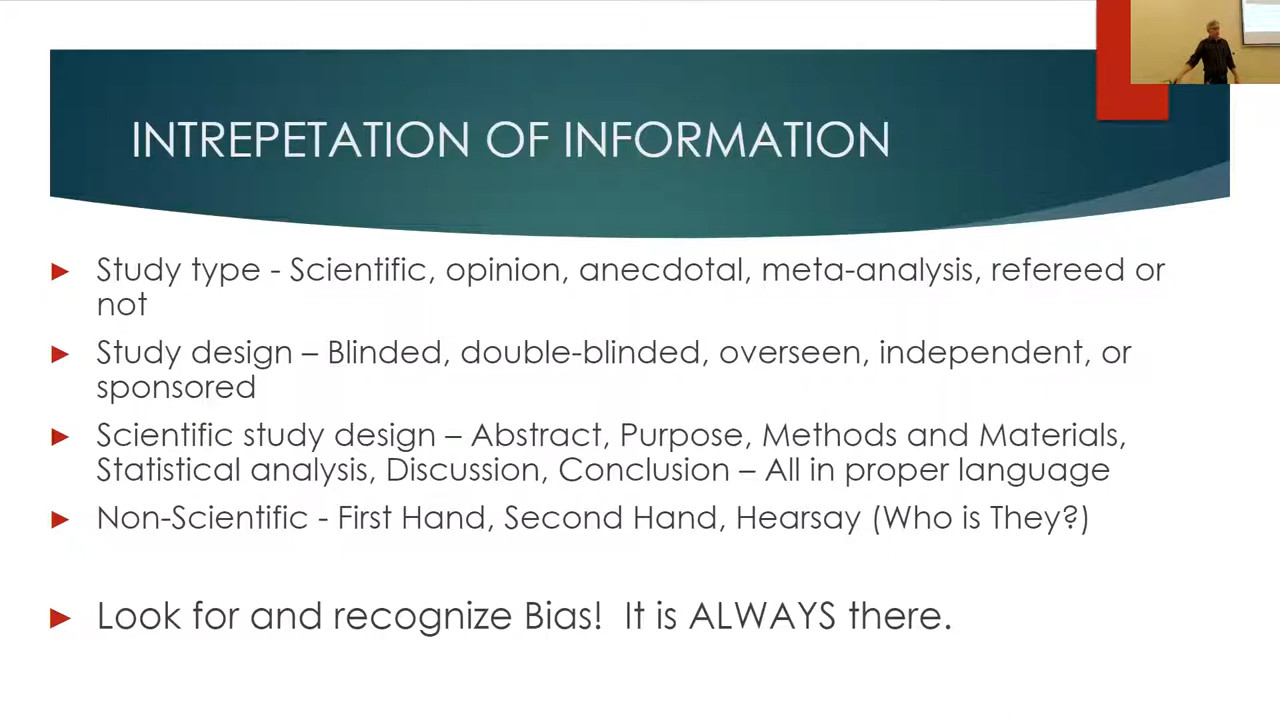 INTREPETATION OF INFORMATION
Study type - Scientific, opinion, anecdotal, meta-analysis, refereed or
not
Study design – Blinded, double-blinded, overseen, independent, or
sponsored
Scientific study design – Abstract, Purpose, Methods and Materials,
Statistical analysis, Discussion, Conclusion – All in proper language
Non-Scientific - First Hand, Second Hand, Hearsay (Who is They?)
Look for and recognize Bias!  It is ALWAYS there.